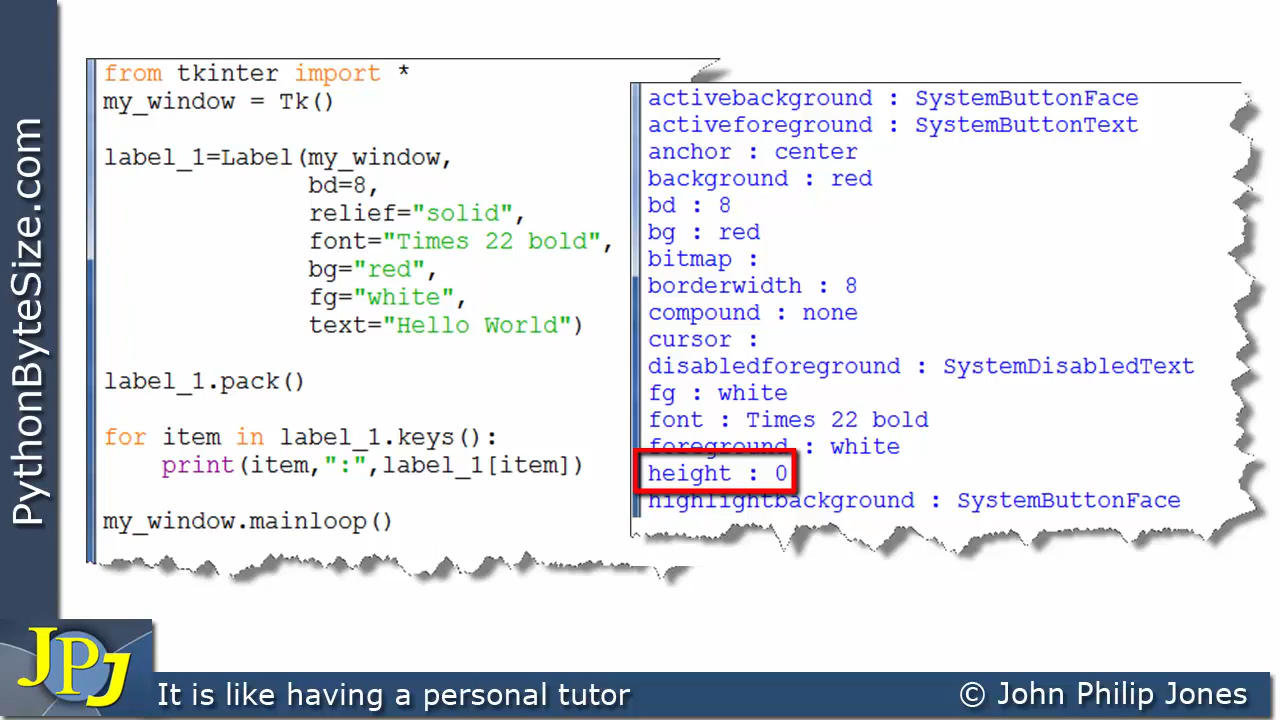 PythonByteSize.com
from tkinter import *
my_window = Tk()
label_1=Label(my_window,
bd=8,
relief="solid",
font="Times 22 bold",
bg="red",
fg="white",
text="Hello World")
label_1.pack()
for item in label_1.keys():
print(item,":",label_1[item])
my_window.mainloop()
activebackground : SystemButtonFace
activeforeground : SystemButtonText
anchor : center
background : red
bd : 8
bg : red
bitmap :
borderwidth : 8
compound : none
cursor :
disabledforeground : SystemDisabledText
fg : white
font : Times 22 bold
foreground : white
height : 0
highlightbackground : SystemButtonFace
JPJ
It is like having a personal tutor
© John Philip Jones